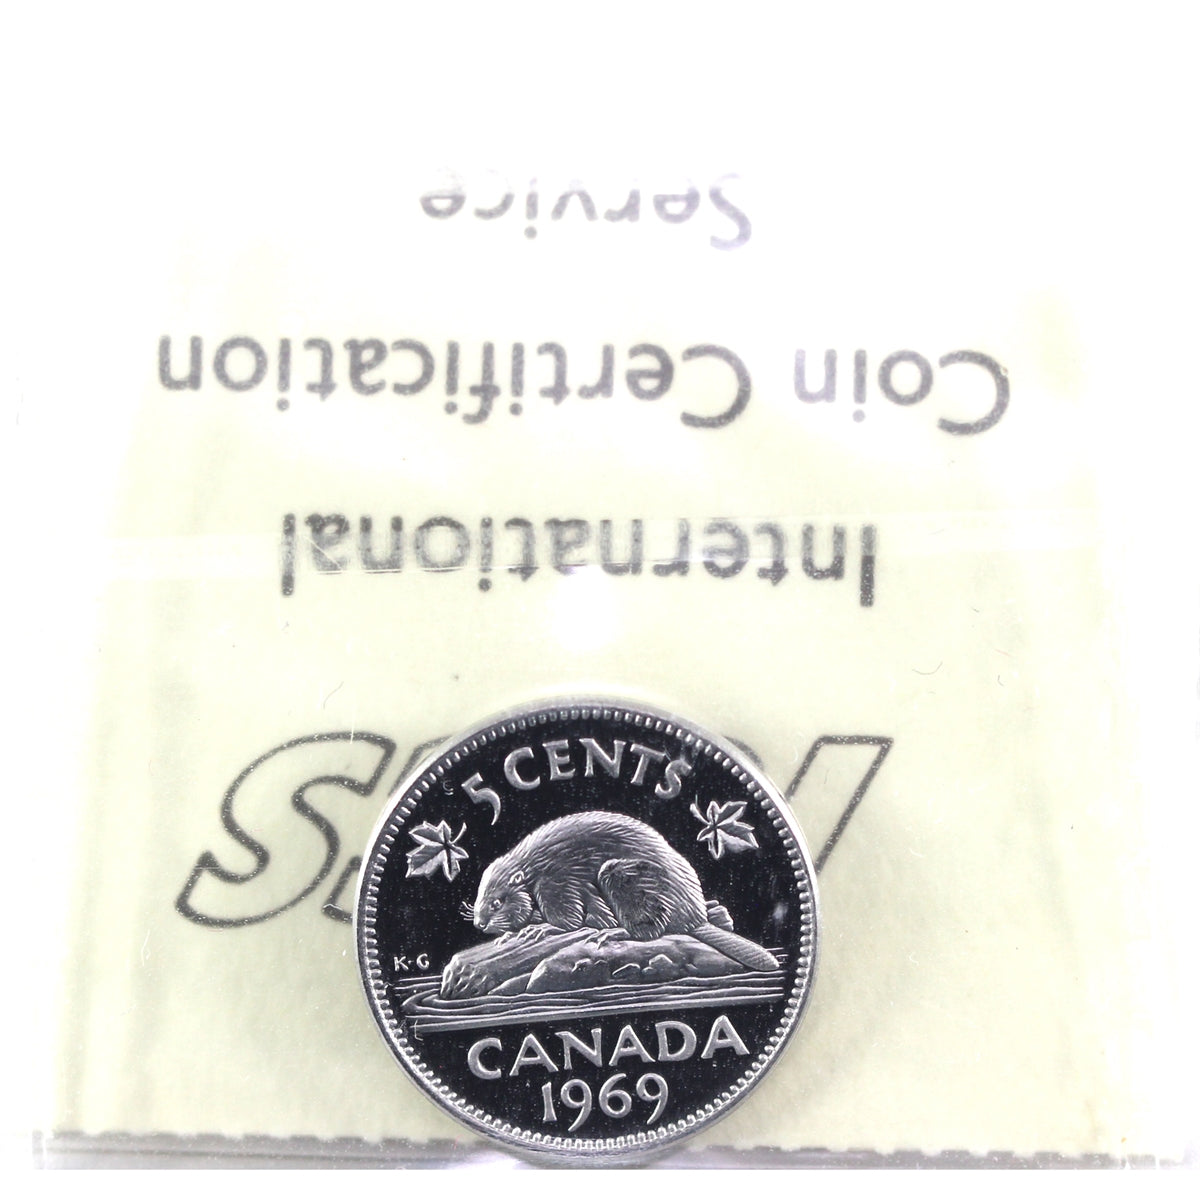 Service
Coin Certification
International
5 CENTS
K·G
CANADA
1969